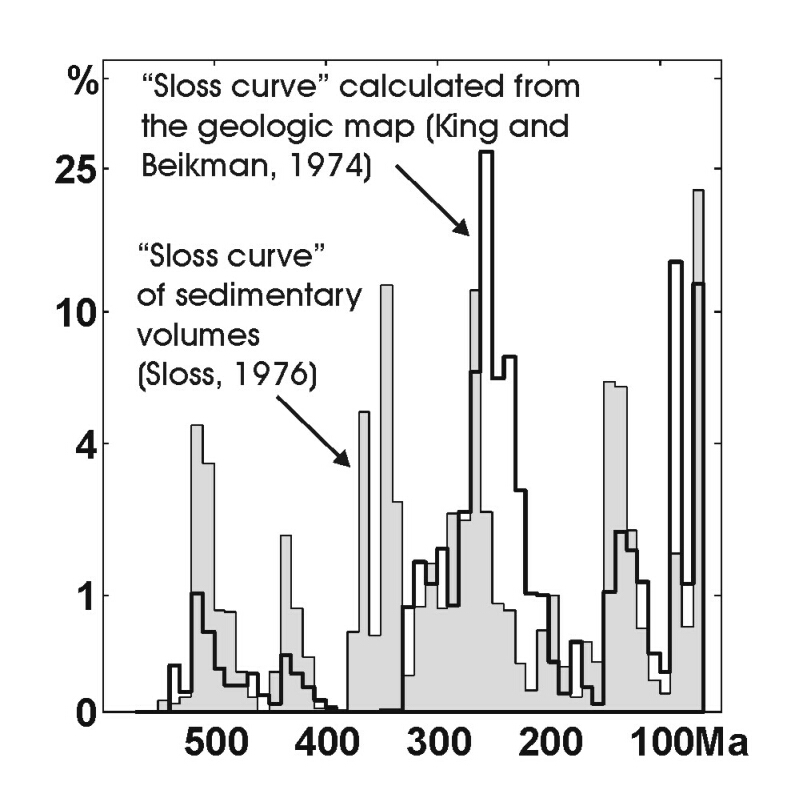 %
“Sloss curve” calculated from
the geologic map (King and
Beikman, 1974)
25
“Sloss curve”
of sedimentary
volumes
(Sloss, 1976)
10
4
1
0
500 400 300 200 100Ma